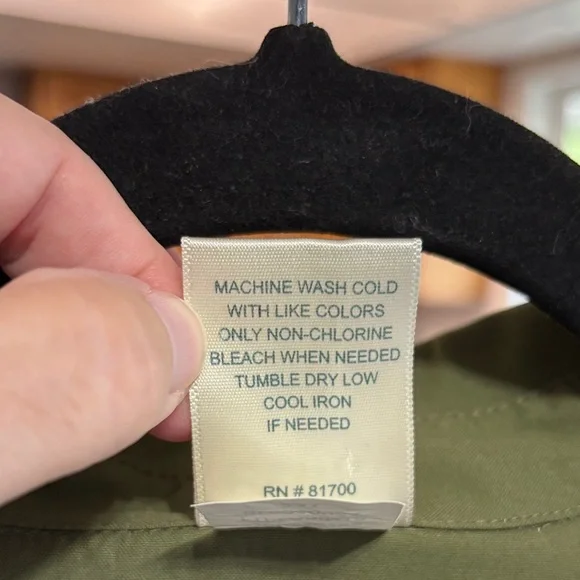 MACHINE WASH COLD
WITH LIKE COLORS
ONLY NON-CHLORINE
BLEACH WHEN NEEDED
TUMBLE DRY LOW
COOL IRON
IF NEEDED
RN # 81700